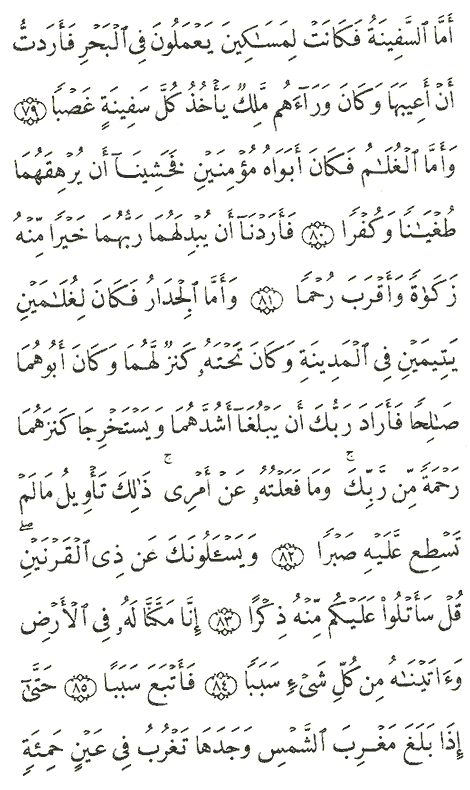 أَمَّا ٱلسَّفِينَةُ فَكَانَتۡ لِمَسَٰكِينَ يَعۡمَلُونَ فِي ٱلۡبَحۡرِ فَأَرَدتُّ
أَنۡ أَعِيبَهَا وَكَانَ وَرَآءَهُم مَّلِكٞ يَأۡخُذُ كُلَّ سَفِينَةٍ غَصۡبٗا ٧٩
وَأَمَّا ٱلۡغُلَٰمُ فَكَانَ أَبَوَاهُ مُؤۡمِنَيۡنِ فَخَشِينَآ أَن يُرۡهِقَهُمَا
طُغۡيَٰنٗا وَكُفۡرٗا ٨٠ فَأَرَدۡنَآ أَن يُبۡدِلَهُمَا رَبُّهُمَا خَيۡرٗا مِّنۡهُ
زَكَوٰةٗ وَأَقۡرَبَ رُحۡمٗا ٨١ وَأَمَّا ٱلۡجِدَارُ فَكَانَ لِغُلَٰمَيۡنِ
يَتِيمَيۡنِ فِي ٱلۡمَدِينَةِ وَكَانَ تَحۡتَهُۥ كَنزٞ لَّهُمَا وَكَانَ أَبُوهُمَا
صَٰلِحٗا فَأَرَادَ رَبُّكَ أَن يَبۡلُغَآ أَشُدَّهُمَا وَيَسۡتَخۡرِجَا كَنزَهُمَا
رَحۡمَةٗ مِّن رَّبِّكَۚ وَمَا فَعَلۡتُهُۥ عَنۡ أَمۡرِيۚ ذَٰلِكَ تَأۡوِيلُ مَا لَمۡ
تَسۡطِع عَّلَيۡهِ صَبۡرٗا ٨٢ وَيَسۡـَٔلُونَكَ عَن ذِي ٱلۡقَرۡنَيۡنِۖ
قُلۡ سَأَتۡلُواْ عَلَيۡكُم مِّنۡهُ ذِكۡرًا ٨٣ إِنَّا مَكَّنَّا لَهُۥ فِي ٱلۡأَرۡضِ
وَءَاتَيۡنَٰهُ مِن كُلِّ شَيۡءٖ سَبَبٗا ٨٤ فَأَتۡبَعَ سَبَبًا ٨٥ حَتَّىٰٓ
إِذَا بَلَغَ مَغۡرِبَ ٱلشَّمۡسِ وَجَدَهَا تَغۡرُبُ فِي عَيۡنٍ حَمِئَةٖ